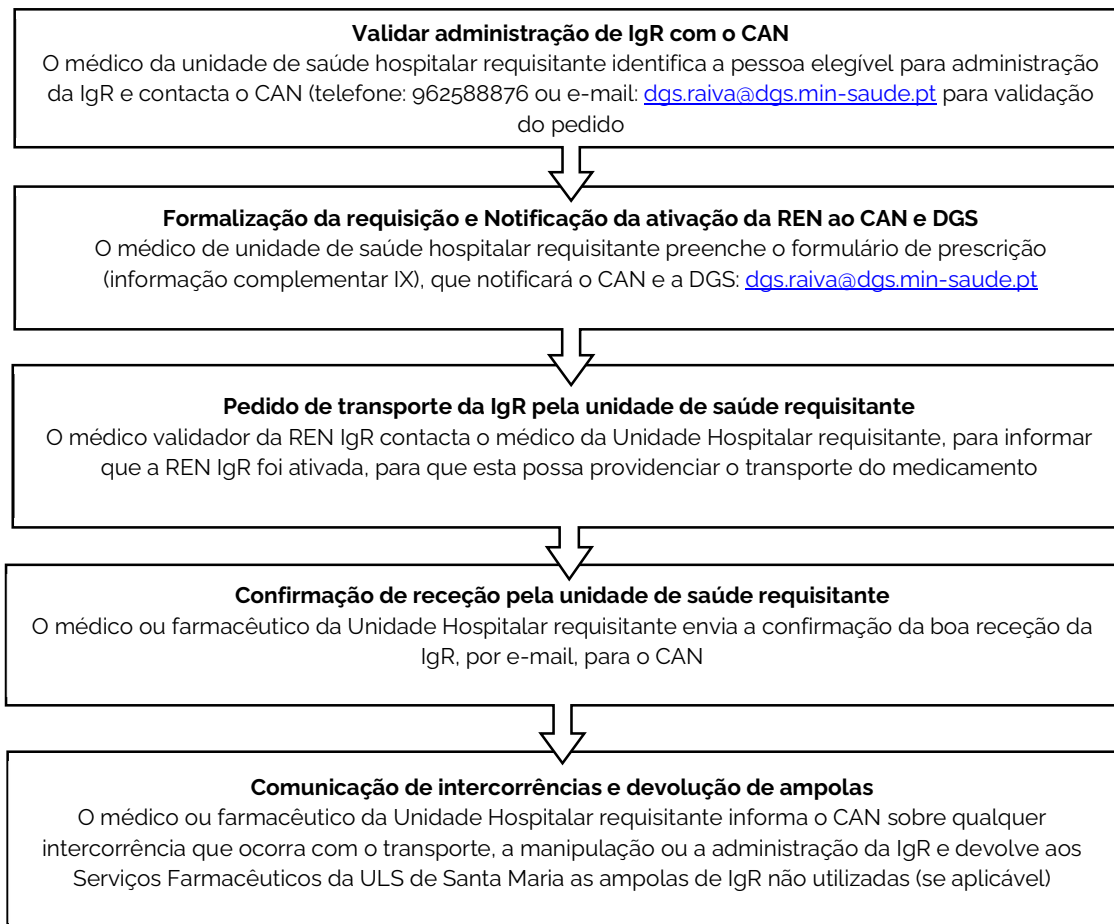 Validar administração de IgR com o CAN
O médico da unidade de saúde hospitalar requisitante identifica a pessoa elegível para administração
da IgR e contacta o CAN (telefone: 962588876 ou e-mail: dgs.raiva@dgs.min-saude.pt para validação
do pedido
Formalização da requisição e Notificação da ativação da REN ao CAN e DGS
O médico de unidade de saúde hospitalar requisitante preenche o formulário de prescrição
(informação complementar IX), que notificará o CAN e a DGS: dgs.raiva@dgs.min-saude.pt
Pedido de transporte da IgR pela unidade de saúde requisitante
O médico validador da REN IgR contacta o médico da Unidade Hospitalar requisitante, para informar
que a REN IgR foi ativada, para que esta possa providenciar o transporte do medicamento
Confirmação de receção pela unidade de saúde requisitante
O médico ou farmacêutico da Unidade Hospitalar requisitante envia a confirmação da boa receção da
IgR, por e-mail, para o CAN
Comunicação de intercorrências e devolução de ampolas
O médico ou farmacêutico da Unidade Hospitalar requisitante informa o CAN sobre qualquer
intercorrência que ocorra com o transporte, a manipulação ou a administração da IgR e devolve aos
Serviços Farmacêuticos da ULS de Santa Maria as ampolas de IgR não utilizadas (se aplicável)